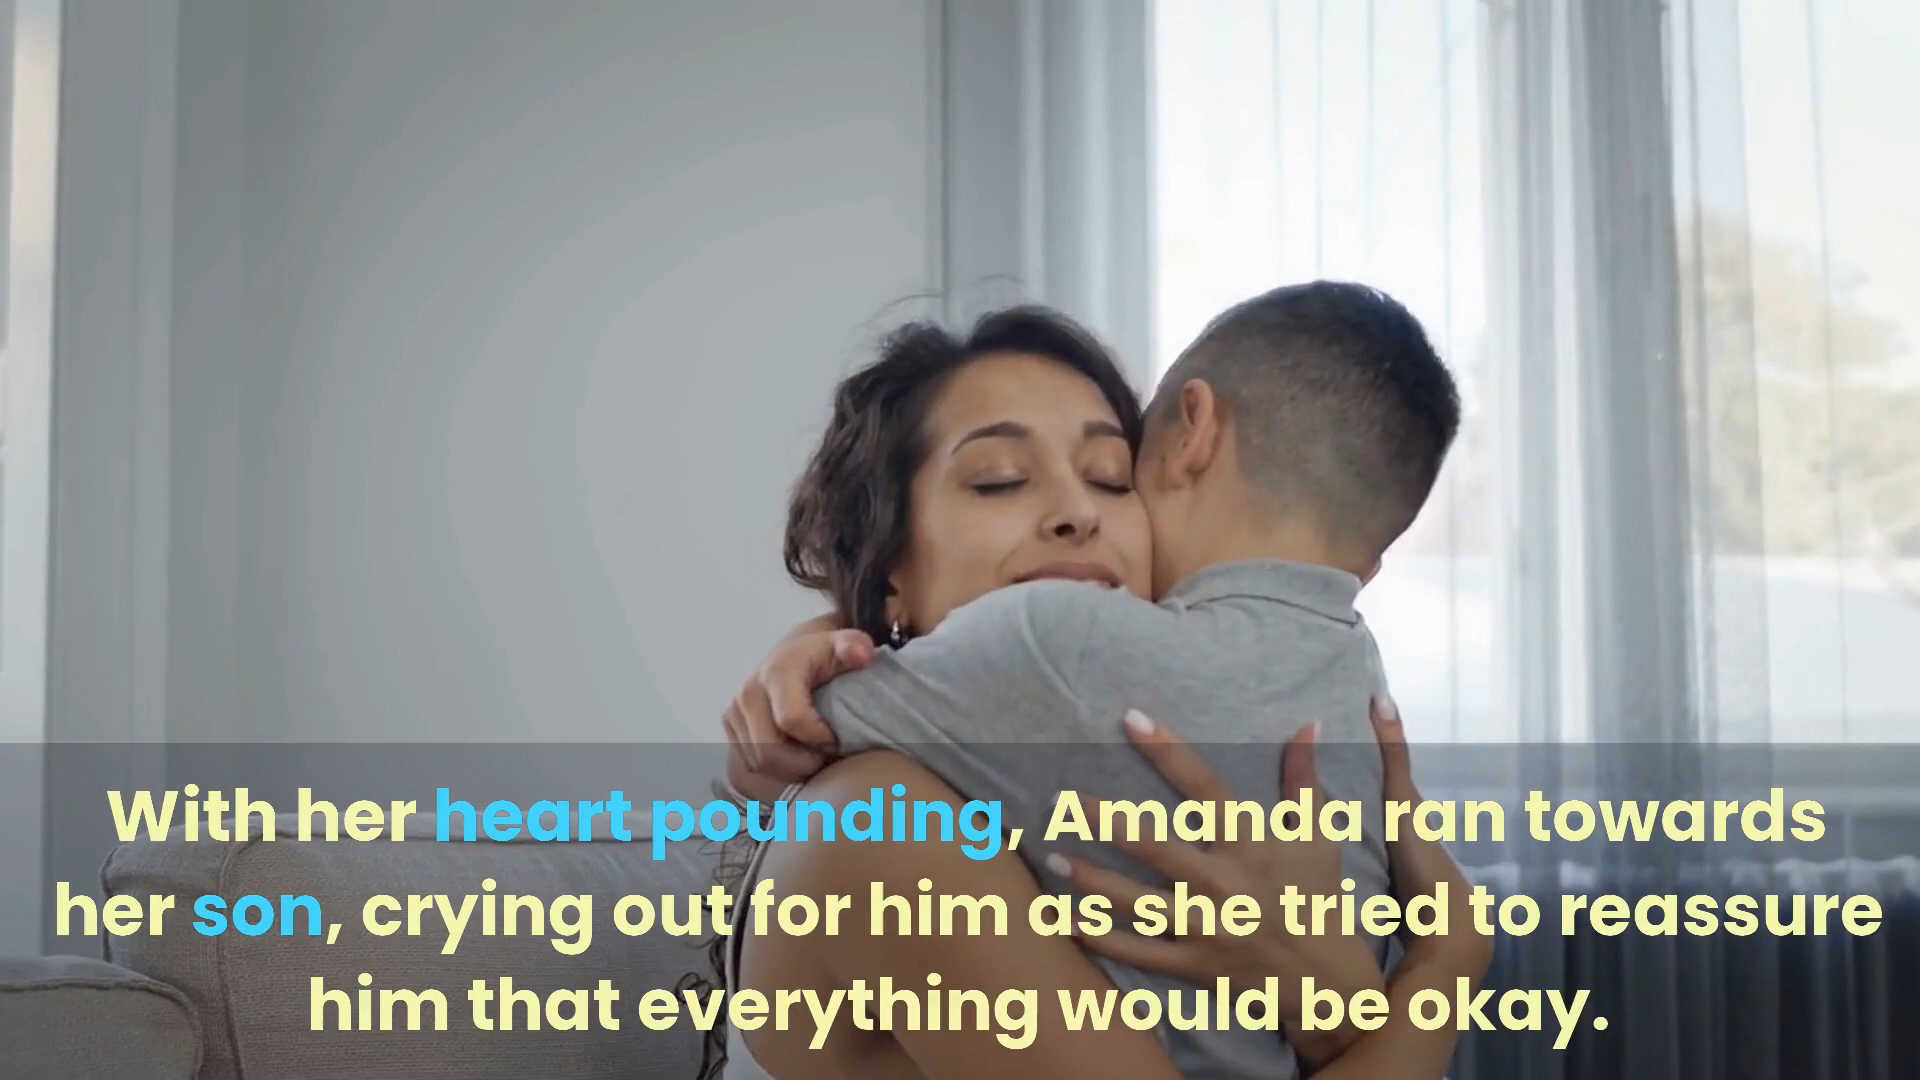 With her heart pounding, Amanda ran towards
her son, crying out for him as she tried to reassure
him that everything would be okay.